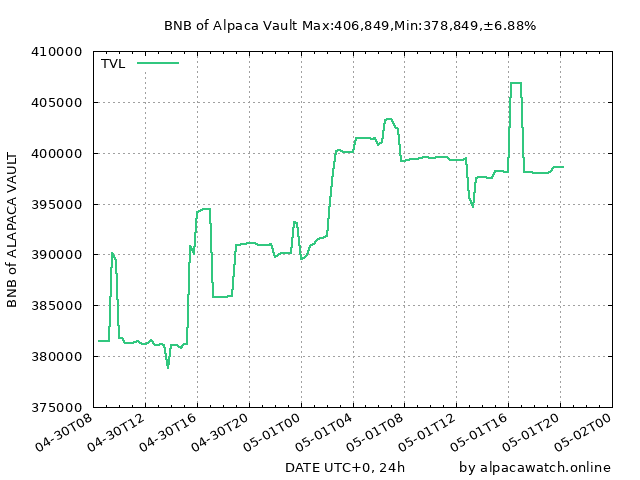 BNB of Alpaca Vault Max:406,849,Min:378,849,±6.88%
TVL
410000
405000
400000
395000
390000
385000
380000
375000
BNB of ALAPACA VAULT
04-30T08
04-30T12
04-30T16
04-30T20
05-01T00
05-01T04
05-01T08
05-01T12
05-01T16
05-01T20
05-02T00
DATE UTC+0, 24h
by alpacawatch.online